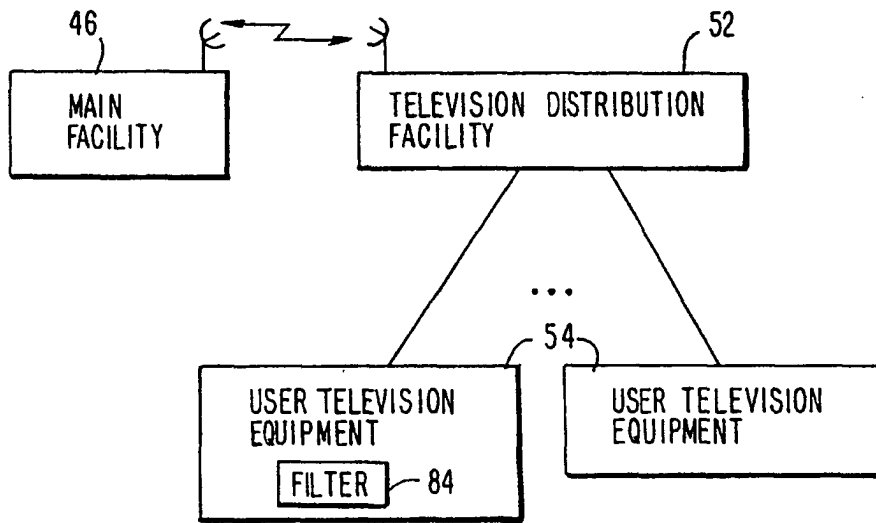 46
52
MAIN
FACILITY
TELEVISION DISTRIBUTION
FACILITY
...
54
USER TELEVISION
EQUIPMENT
FILTER
84
USER TELEVISION
EQUIPMENT